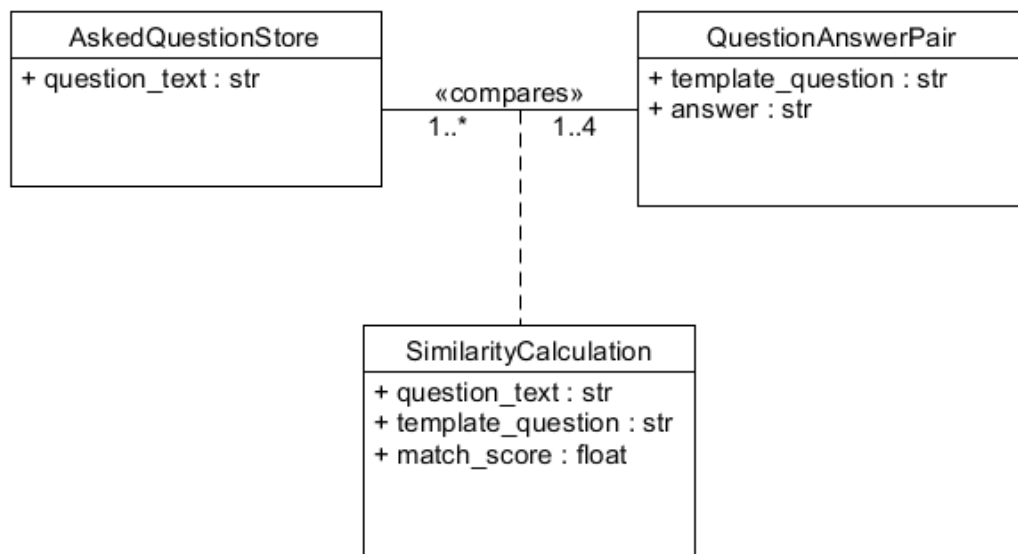 AskedQuestionStore
+ question_text : str
«compares»
1..*
1..4
QuestionAnswerPair
+ template_question : str
+ answer : str
SimilarityCalculation
+ question_text : str
+ template_question : str
+ match_score : float